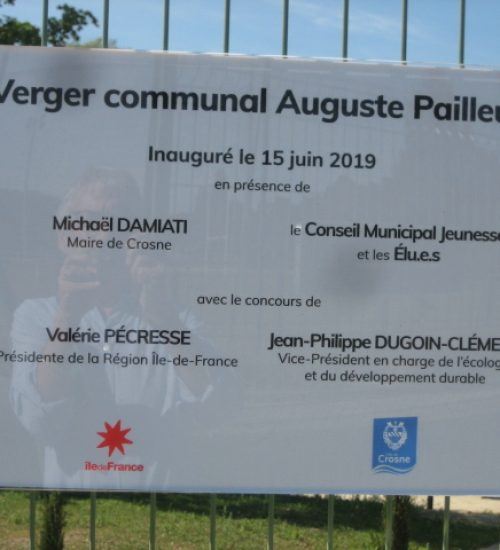 Verger communal Auguste Pailleu
Inauguré le 15 juin 2019
en présence de
Michaël DAMIATI
Maire de Crosne
le Conseil Municipal Jeunesse
et les Élu.e.s
avec le concours de
Valérie PÉCRESSE
Présidente de la Région Île-de-France
Jean-Philippe DUGOIN-CLÉME
Vice-Président en charge de l'écolog
et du développement durable
îledeFrance
Crosne